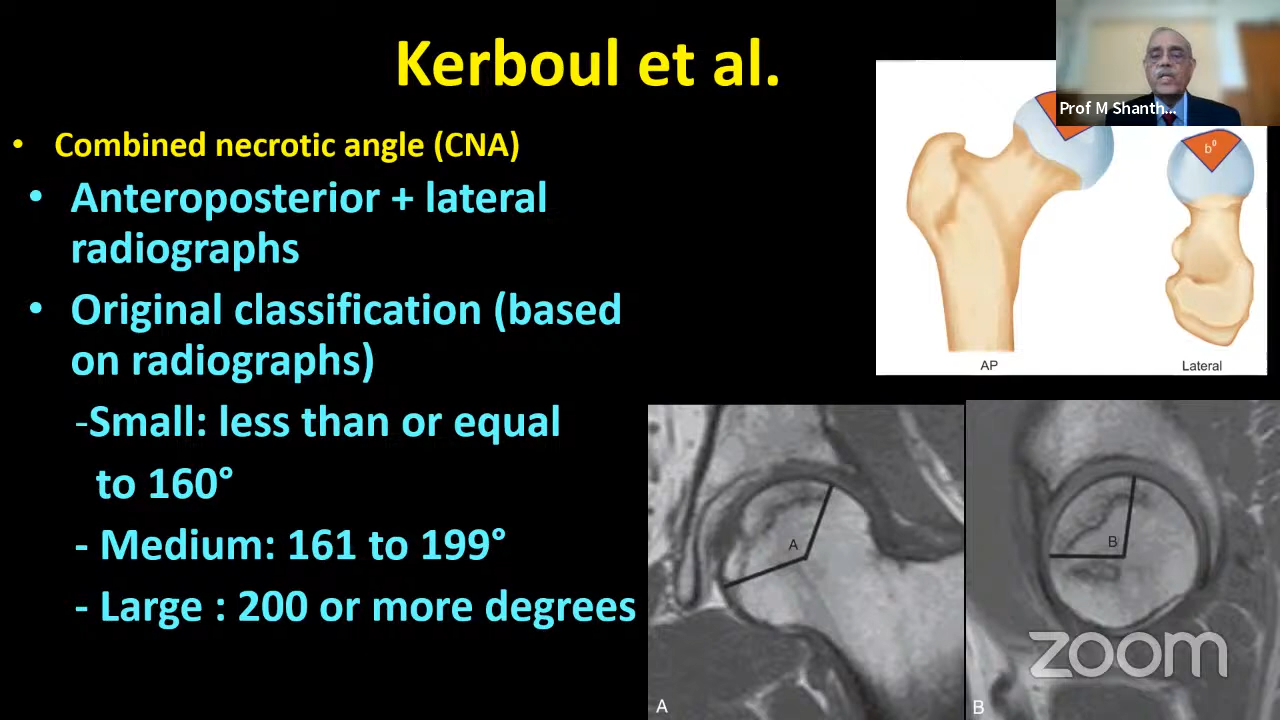 Kerboul et al.
Prof M Shanth...
• Combined necrotic angle (CNA)
• Anteroposterior + lateral
radiographs
• Original classification (based
on radiographs)
-Small: less than or equal
to 160°
- Medium: 161 to 199°
- Large : 200 or more degrees
b⁰
AP
Lateral
A
B
A
B
zoom